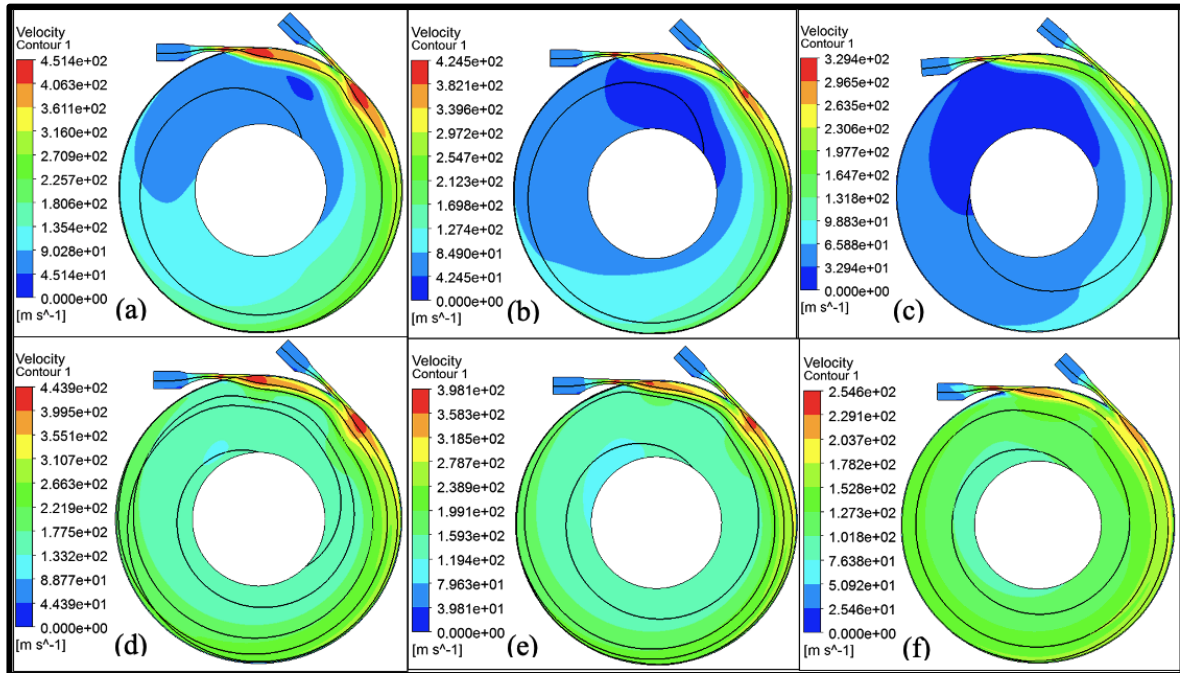 Velocity
Contour 1
4.514e+02
4.063e+02
3.611e+02
3.160e+02
2.709e+02
2.257e+02
1.806e+02
1.354e+02
9.028e+01
4.514e+01
0.000e+00
[m s^-1]
(a)
Velocity
Contour 1
4.245e+02
3.821e+02
3.396e+02
2.972e+02
2.547e+02
2.123e+02
1.698e+02
1.274e+02
8.490e+01
4.245e+01
0.000e+00
[m s^-1]
(b)
Velocity
Contour 1
3.294e+02
2.965e+02
2.635e+02
2.306e+02
1.977e+02
1.647e+02
1.318e+02
9.883e+01
6.588e+01
3.294e+01
0.000e+00
[m s^-1]
(c)
Velocity
Contour 1
4.439e+02
3.995e+02
3.551e+02
3.107e+02
2.663e+02
2.219e+02
1.775e+02
1.332e+02
8.877e+01
4.439e+01
0.000e+00
[m s^-1]
(d)
Velocity
Contour 1
3.981e+02
3.583e+02
3.185e+02
2.787e+02
2.389e+02
1.991e+02
1.593e+02
1.194e+02
7.963e+01
3.981e+01
0.000e+00
[m s^-1]
(e)
Velocity
Contour 1
2.546e+02
2.291e+02
2.037e+02
1.782e+02
1.528e+02
1.273e+02
1.018e+02
7.638e+01
5.092e+01
2.546e+01
0.000e+00
[m s^-1]
(f)